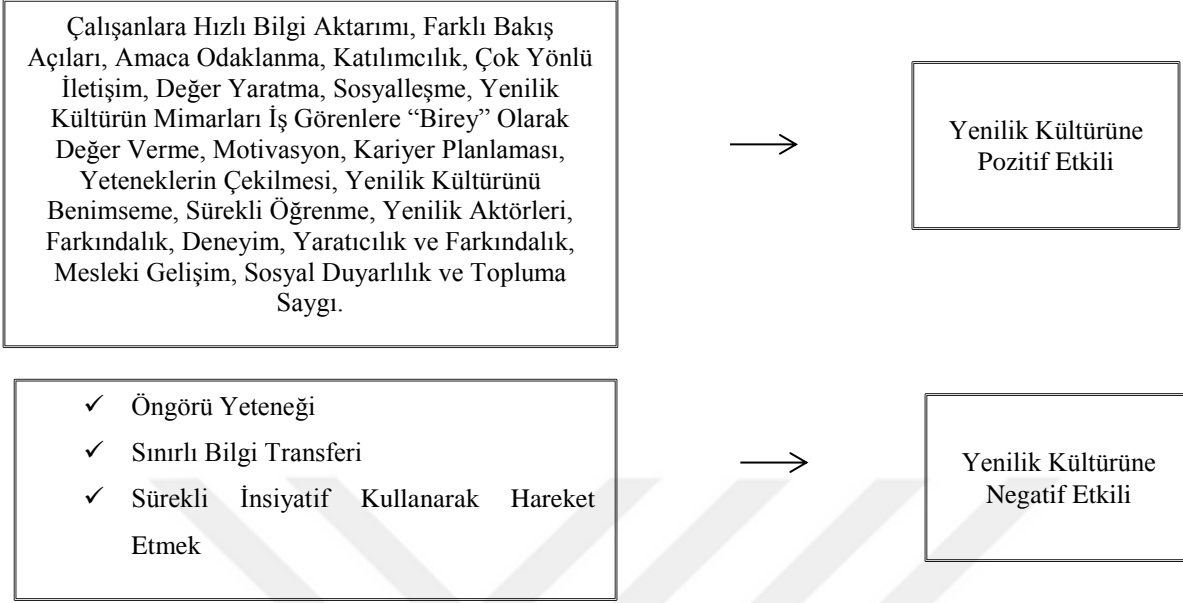 Çalışanlara Hızlı Bilgi Aktarımı, Farklı Bakış
Açıları, Amaca Odaklanma, Katılımcılık, Çok Yönlü
İletişim, Değer Yaratma, Sosyalleşme, Yenilik
Kültürün Mimarları İş Görenlere “Birey” Olarak
Değer Verme, Motivasyon, Kariyer Planlaması,
Yeteneklerin Çekilmesi, Yenilik Kültürünü
Benimseme, Sürekli Öğrenme, Yenilik Aktörleri,
Farkındalık, Deneyim, Yaratıcılık ve Farkındalık,
Mesleki Gelişim, Sosyal Duyarlılık ve Topluma
Saygı.
Yenilik Kültürüne
Pozitif Etkili
✓ Öngörü Yeteneği
✓ Sınırlı Bilgi Transferi
✓ Sürekli İnsiyatif Kullanarak Hareket
Etmek
Yenilik Kültürüne
Negatif Etkili